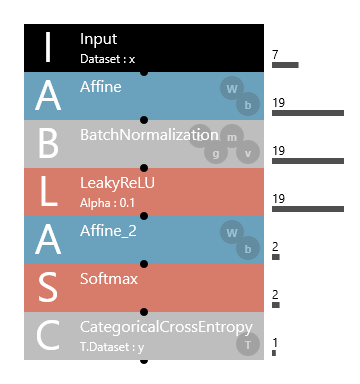 I Input 7
Dataset : x
A Affine W b 19
B BatchNormalization b m g v 19
L LeakyReLU 19
Alpha : 0.1
A Affine_2 W b 2
S Softmax 2
C CategoricalCrossEntropy 1
T.Dataset : y T